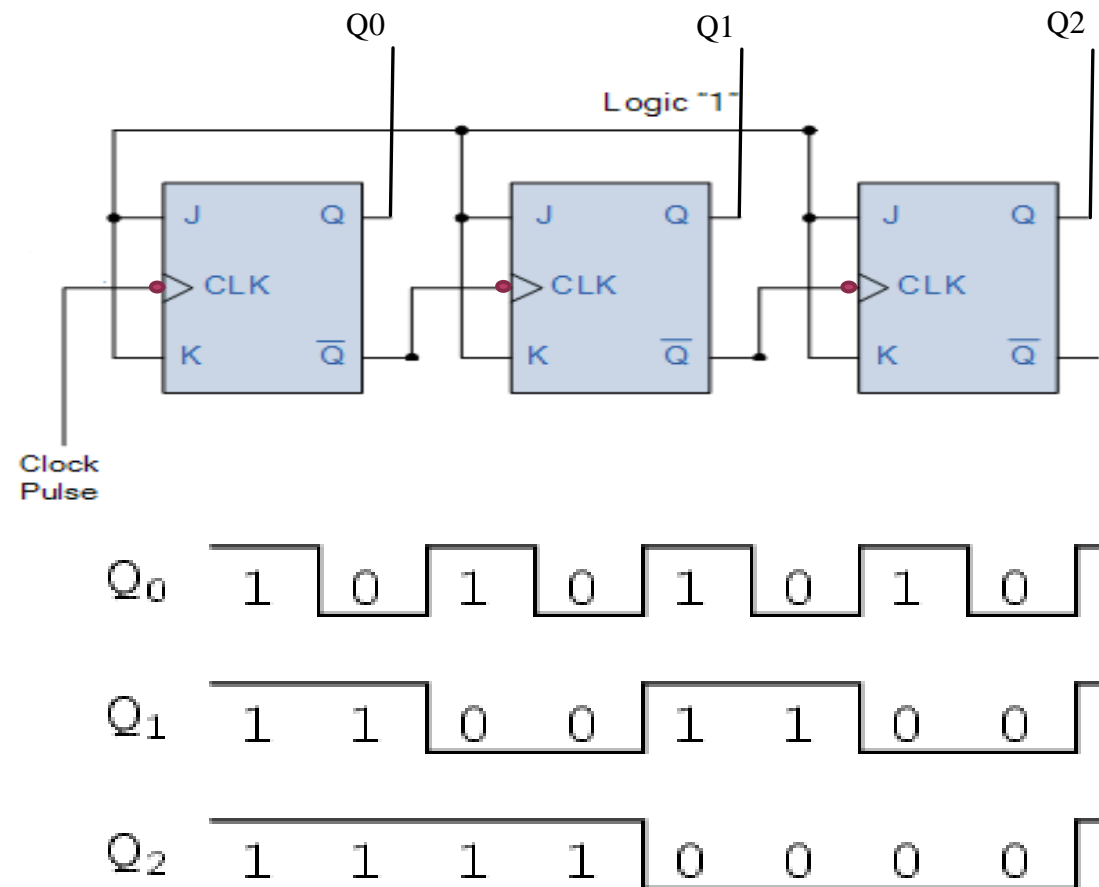 Q0 Q1 Q2
Logic "1"
J Q J Q J Q
CLK CLK CLK
K Q̅ K Q̅ K Q̅
Clock
Pulse
Q₀ 1 0 1 0 1 0 1 0
Q₁ 1 1 0 0 1 1 0 0
Q₂ 1 1 1 1 0 0 0 0